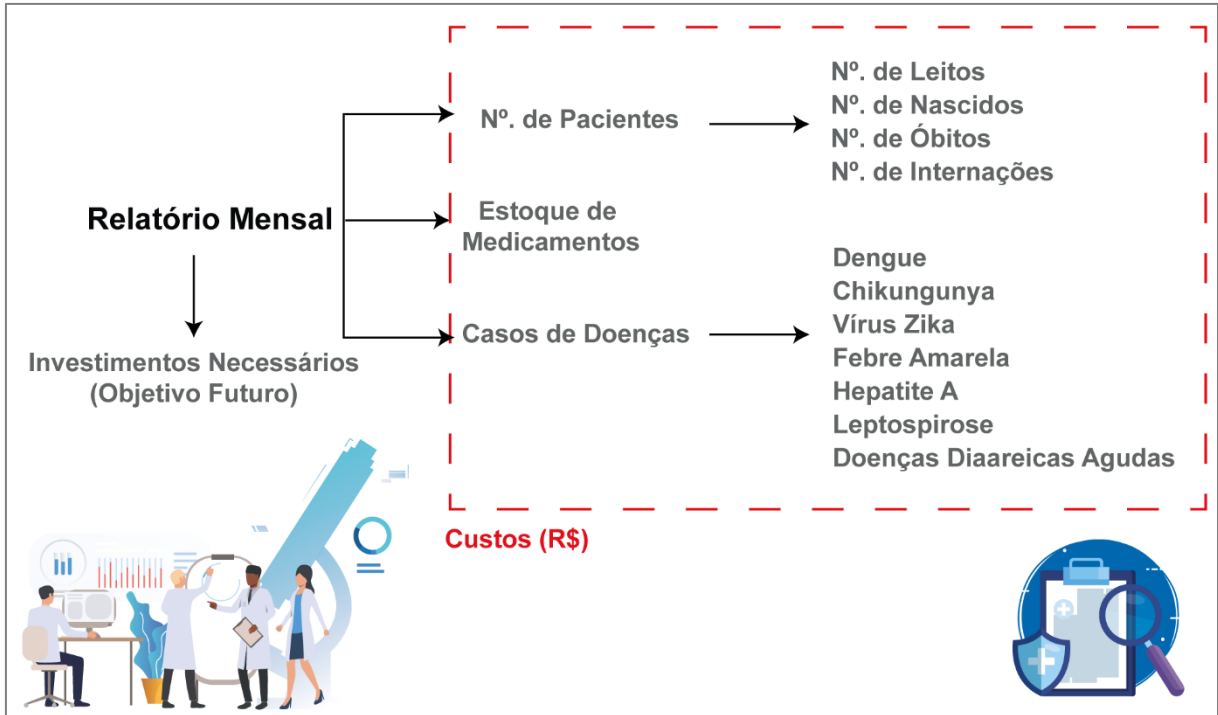 Relatório Mensal
Investimentos Necessários
(Objetivo Futuro)
Nº. de Pacientes
Estoque de
Medicamentos
Casos de Doenças
Nº. de Leitos
Nº. de Nascidos
Nº. de Óbitos
Nº. de Internações
Dengue
Chikungunya
Vírus Zika
Febre Amarela
Hepatite A
Leptospirose
Doenças Diaareicas Agudas
Custos (R$)